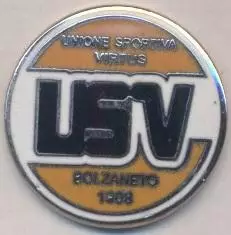 UNIONE SPORTIVA
VIRTUS
USV
BOLZANETO
1908